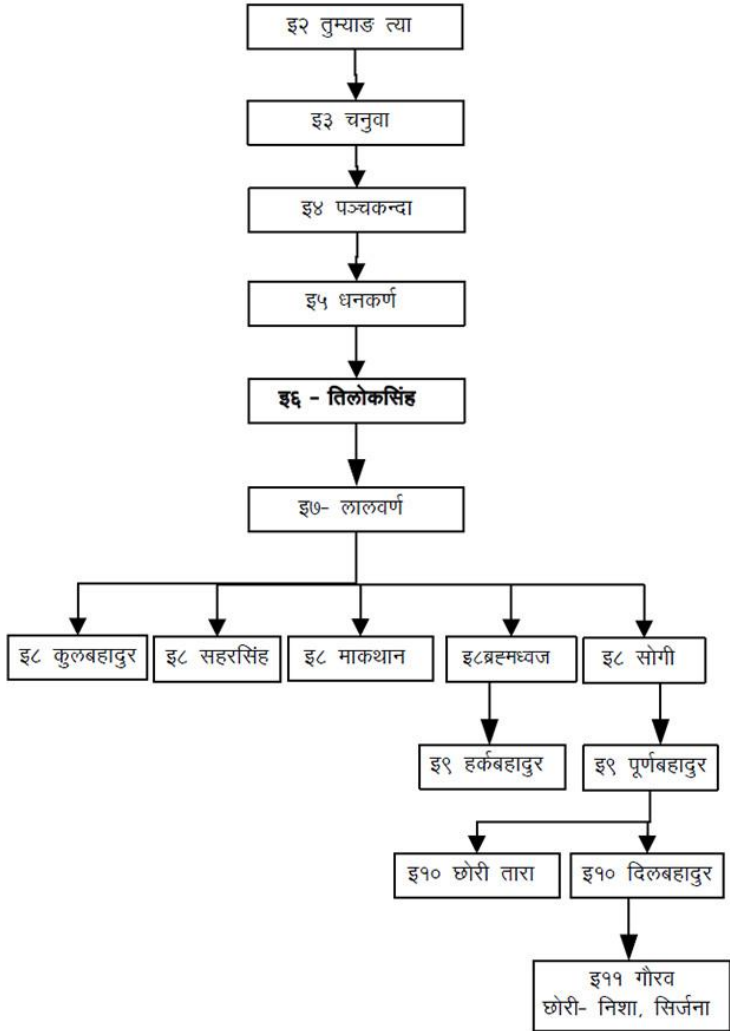 इ२ तुम्याङ त्या
इ३ चनुवा
इ४ पञ्चकन्दा
इ५ धनकर्ण
इ६ - तिलोकसिंह
इ७- लालवर्ण
इ८ कुलबहादुर
इ८ सहरसिंह
इ८ माकथान
इ८ब्रह्मध्वज
इ८ सोगी
इ९ हर्कबहादुर
इ९ पूर्णबहादुर
इ१० छोरी तारा
इ१० दिलबहादुर
इ११ गौरव
छोरी- निशा, सिर्जना